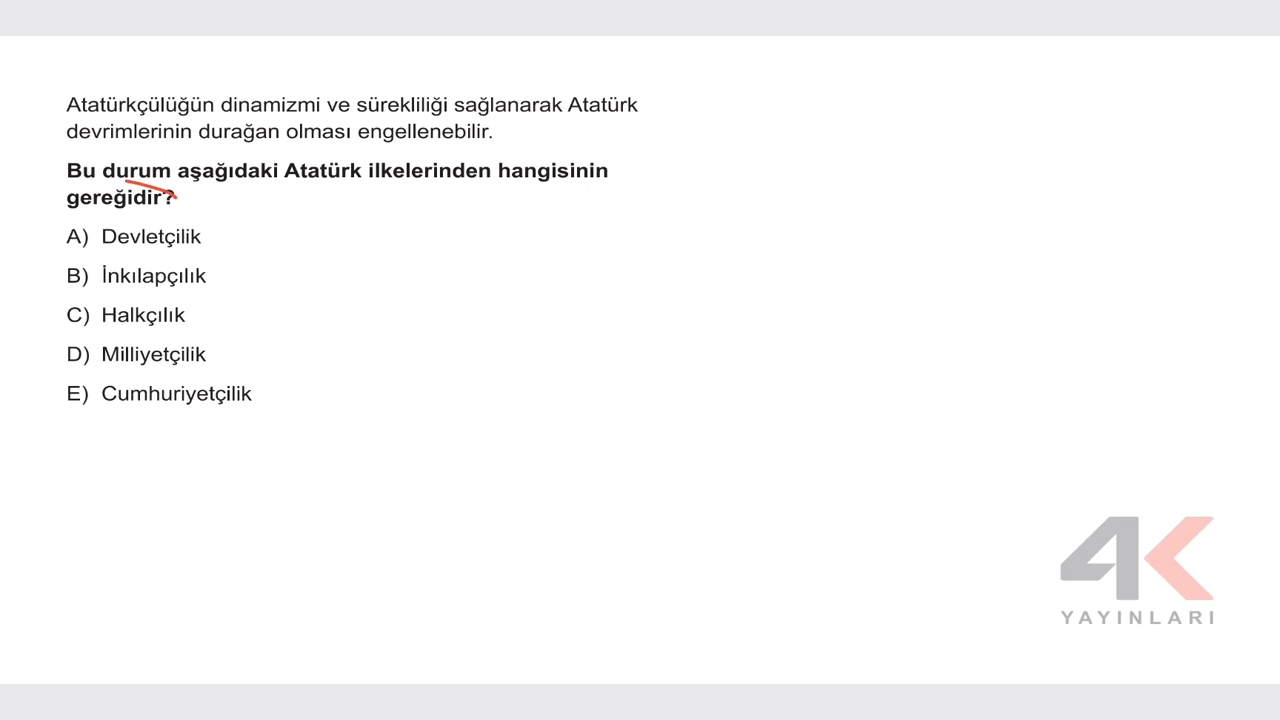 Atatürkçülüğün dinamizmi ve sürekliliği sağlanarak Atatürk
devrimlerinin durağan olması engellenebilir.
Bu durum aşağıdaki Atatürk ilkelerinden hangisinin
gereğidir?
A) Devletçilik
B) İnkılapçılık
C) Halkçılık
D) Milliyetçilik
E) Cumhuriyetçilik
4K
YAYINLARI